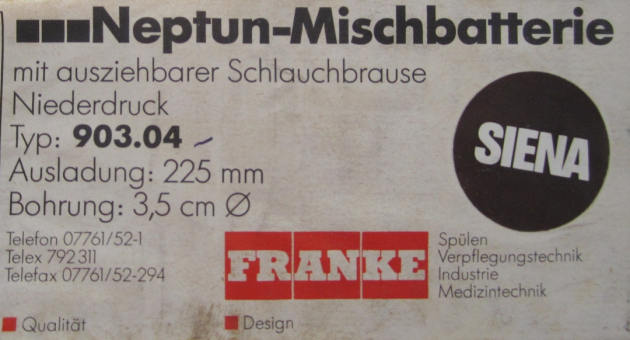 Neptun-Mischbatterie
mit ausziehbarer Schlauchbrause
Niederdruck
Typ: 903.04
Ausladung: 225 mm
Bohrung: 3,5 cm Ø
SIENA
Telefon 07761/52-1
Telex 792311
Telefax 07761/52-294
FRANKE
Spülen
Verpflegungstechnik
Industrie
Medizintechnik
Qualität
Design